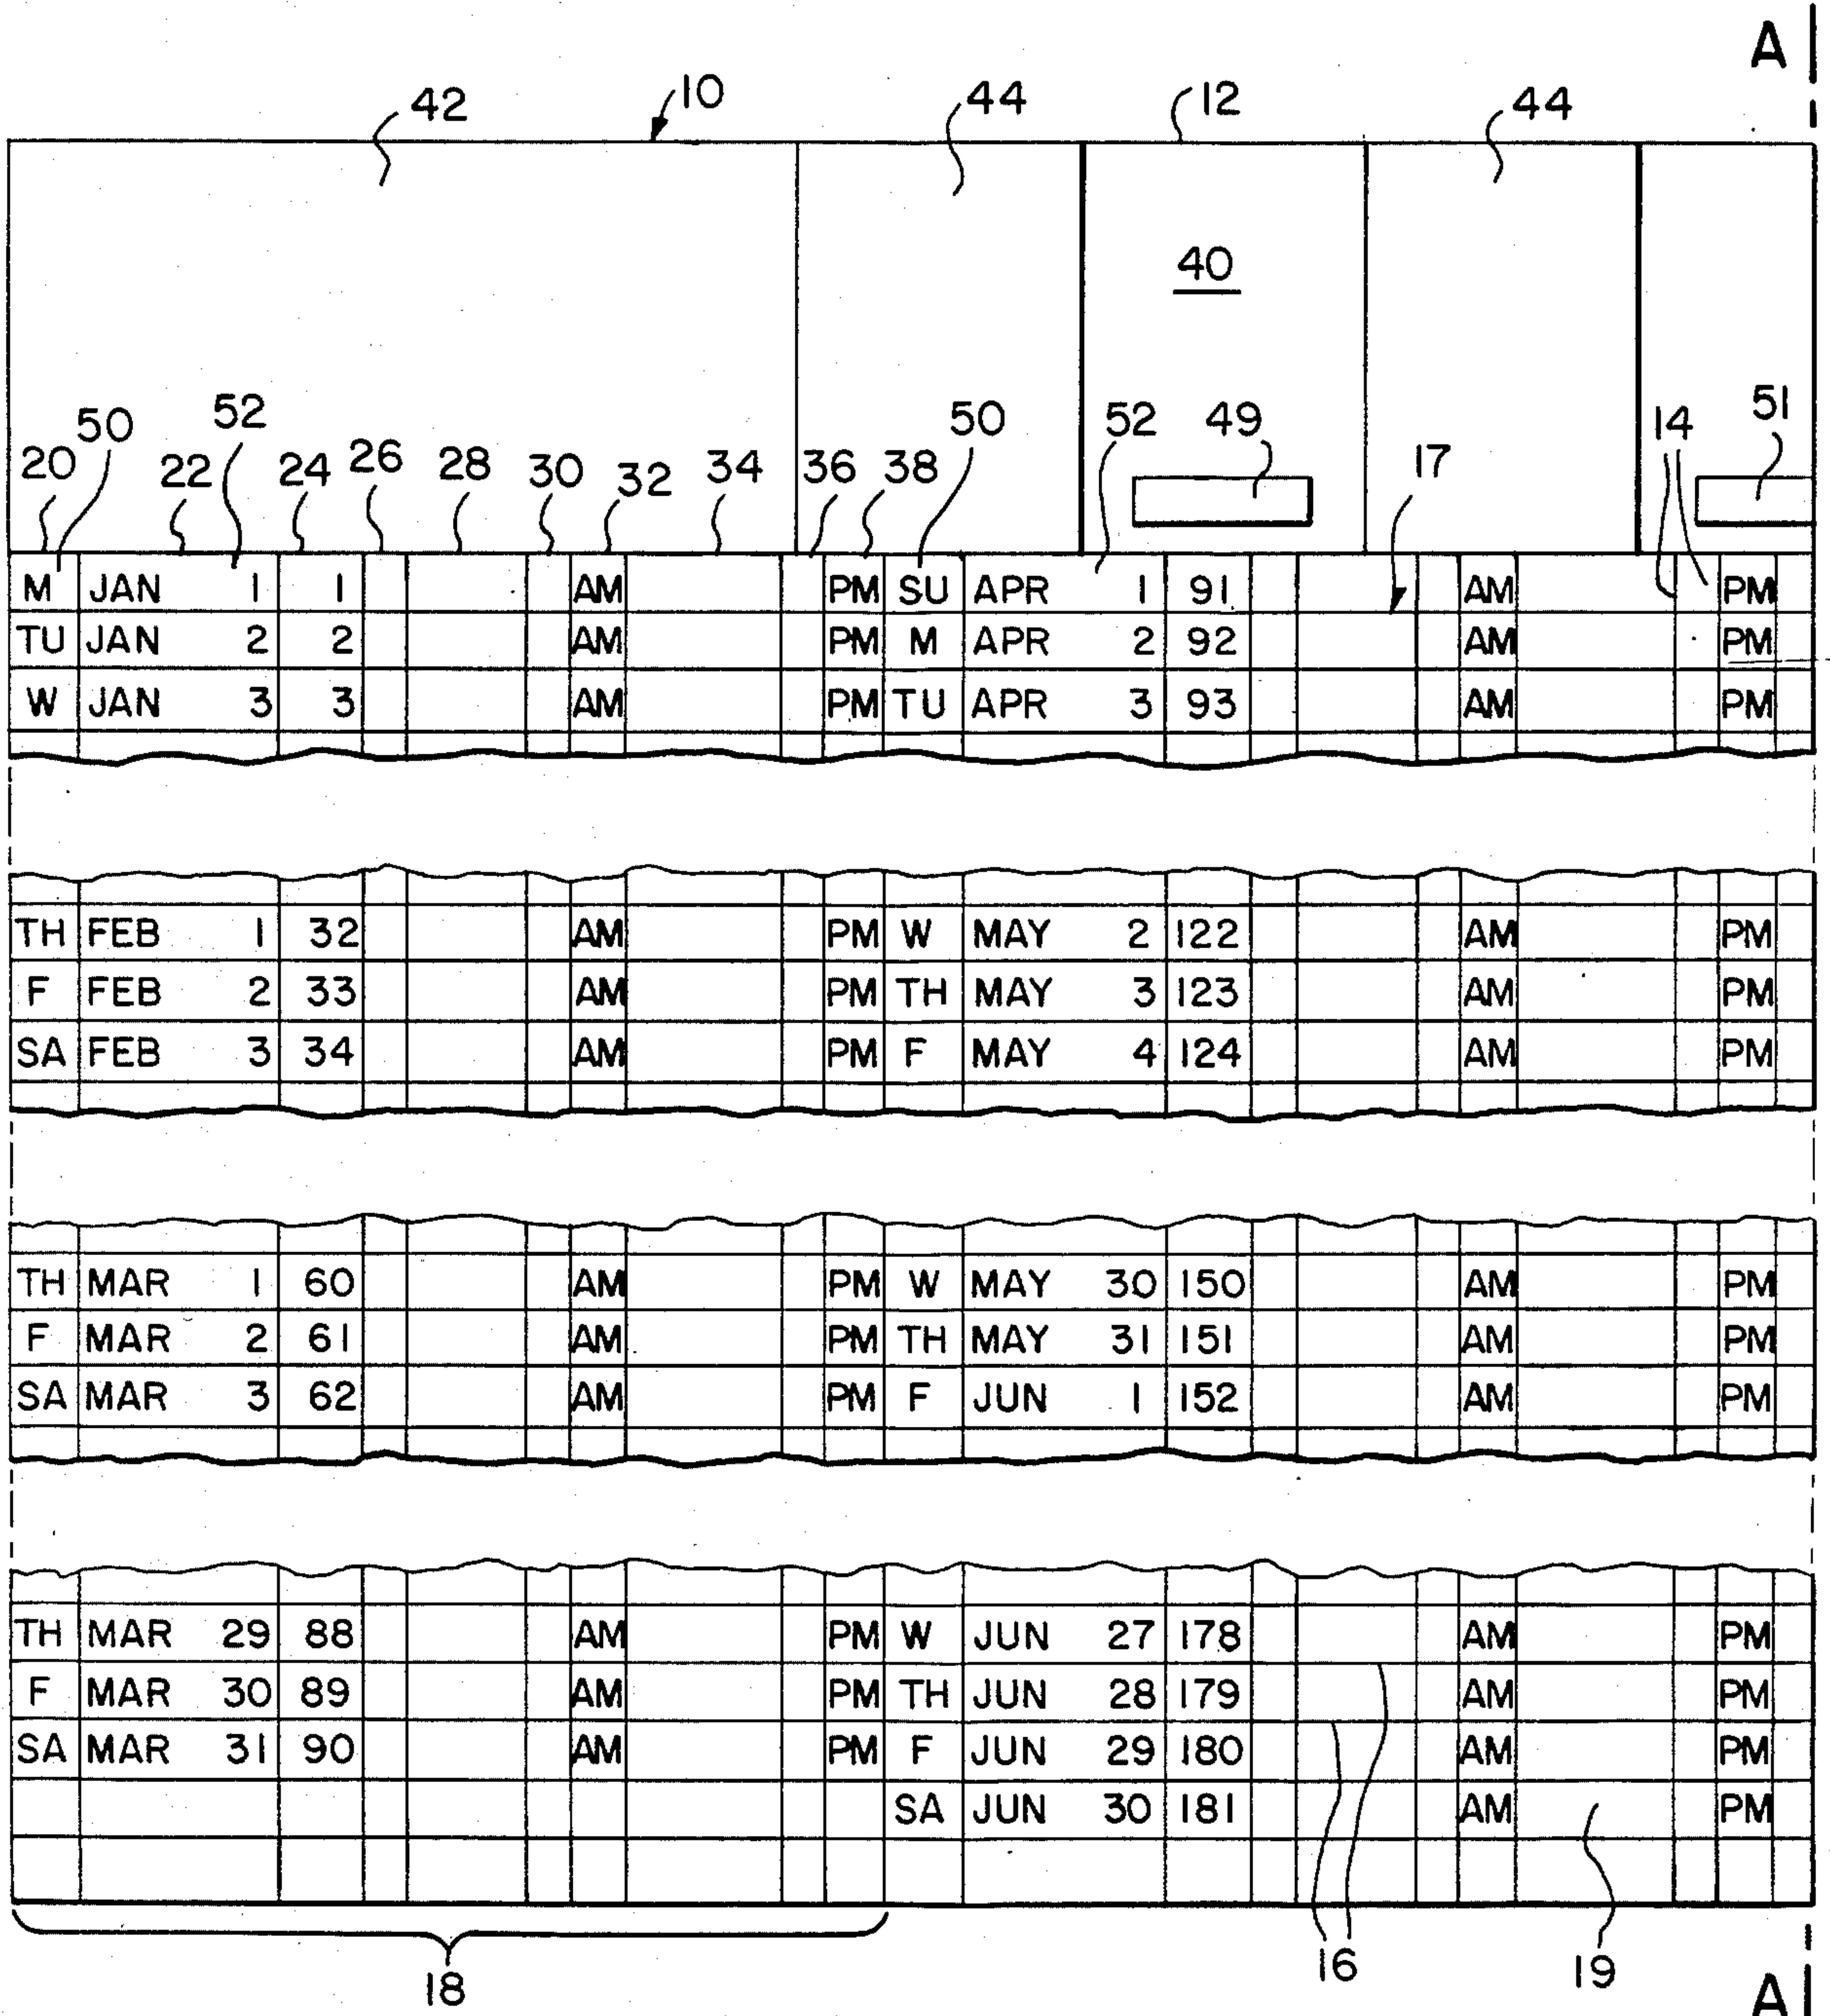 A
42 10 44 12 44
40
20 50 22 52 24 26 28 30 32 34 36 38 50 52 49 17 14 51
M JAN 1 1 AM PM SU APR 1 91 AM PM
TU JAN 2 2 AM PM M APR 2 92 AM PM
W JAN 3 3 AM PM TU APR 3 93 AM PM
TH FEB 1 32 AM PM W MAY 2 122 AM PM
F FEB 2 33 AM PM TH MAY 3 123 AM PM
SA FEB 3 34 AM PM F MAY 4 124 AM PM
TH MAR 1 60 AM PM W MAY 30 150 AM PM
F MAR 2 61 AM PM TH MAY 31 151 AM PM
SA MAR 3 62 AM PM F JUN 1 152 AM PM
TH MAR 29 88 AM PM W JUN 27 178 AM PM
F MAR 30 89 AM PM TH JUN 28 179 AM PM
SA MAR 31 90 AM PM F JUN 29 180 AM PM
SA JUN 30 181 AM PM
18 16 19
A